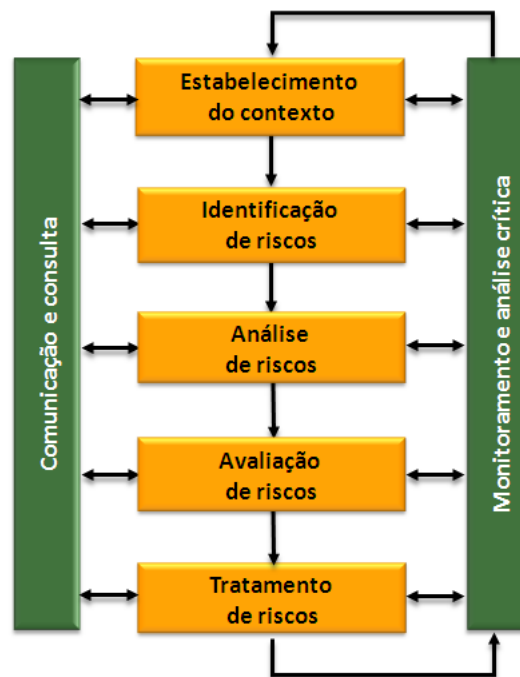 Estabelecimento
do contexto
Identificação
de riscos
Análise
de riscos
Avaliação
de riscos
Tratamento
de riscos
Comunicação e consulta
Monitoramento e análise crítica